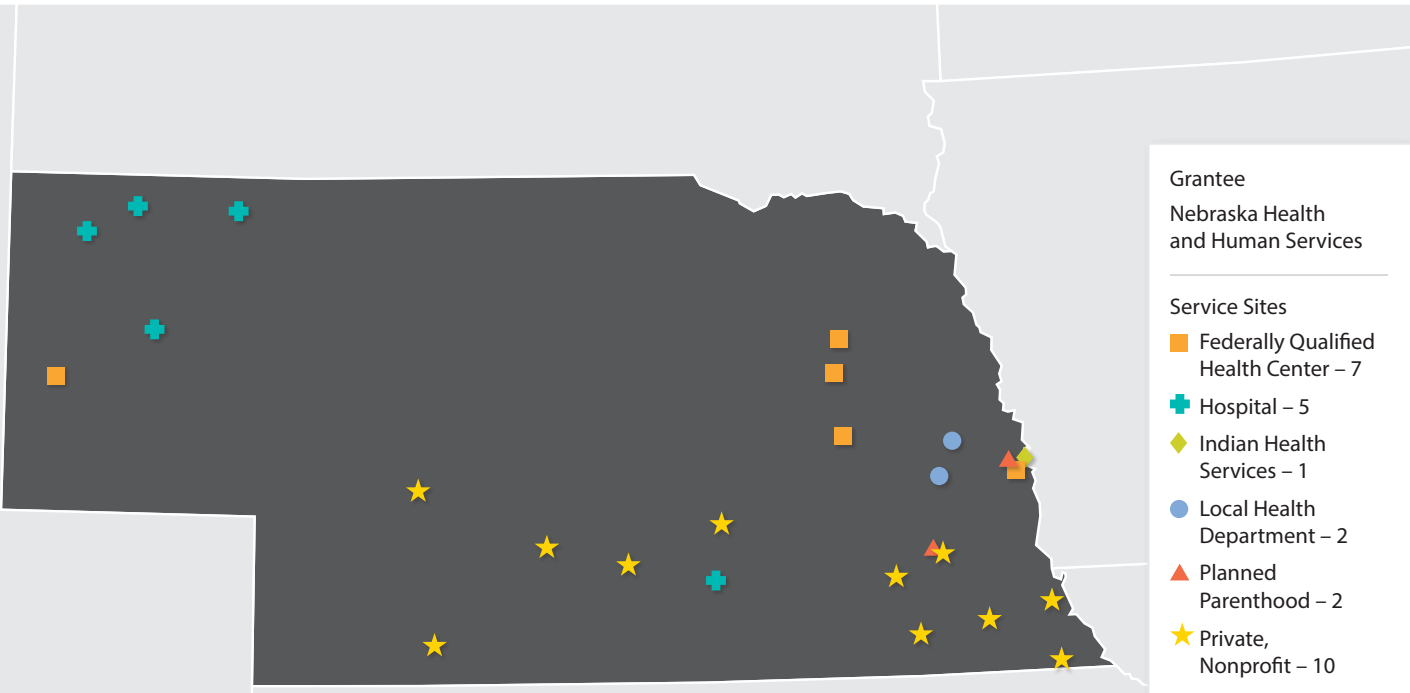 Grantee
Nebraska Health
and Human Services
Service Sites
Federally Qualified
Health Center – 7
Hospital – 5
Indian Health
Services – 1
Local Health
Department – 2
Planned
Parenthood – 2
Private,
Nonprofit – 10